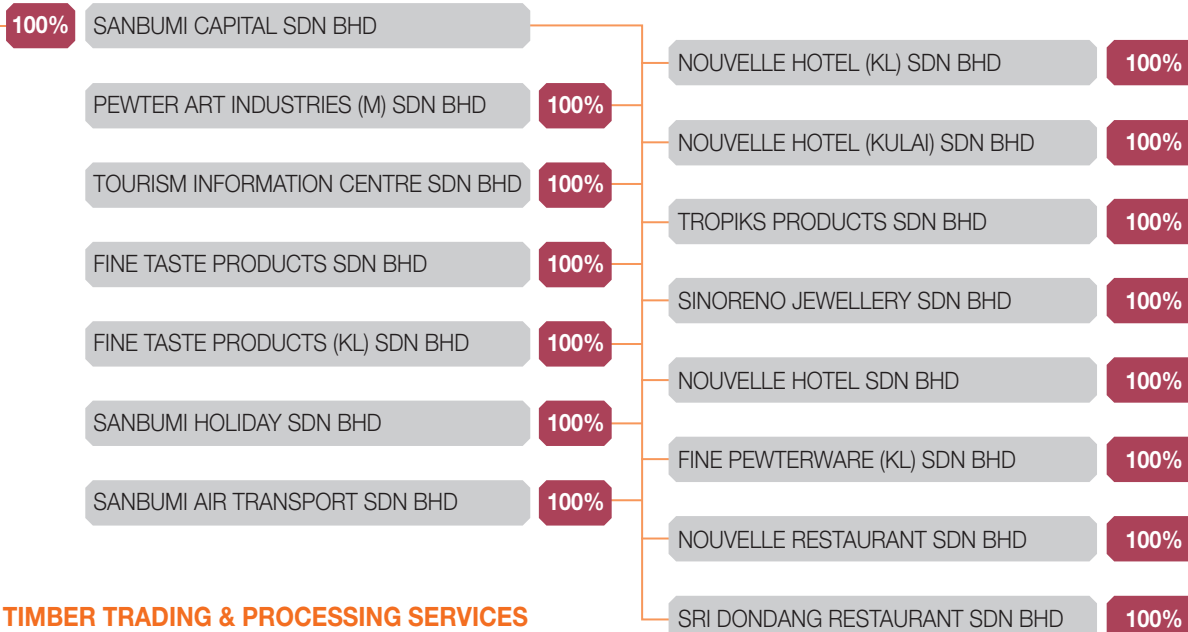 100% SANBUMI CAPITAL SDN BHD
PEWTER ART INDUSTRIES (M) SDN BHD 100%
TOURISM INFORMATION CENTRE SDN BHD 100%
FINE TASTE PRODUCTS SDN BHD 100%
FINE TASTE PRODUCTS (KL) SDN BHD 100%
SANBUMI HOLIDAY SDN BHD 100%
SANBUMI AIR TRANSPORT SDN BHD 100%
NOUVELLE HOTEL (KL) SDN BHD 100%
NOUVELLE HOTEL (KULAI) SDN BHD 100%
TROPIKS PRODUCTS SDN BHD 100%
SINORENO JEWELLERY SDN BHD 100%
NOUVELLE HOTEL SDN BHD 100%
FINE PEWTERWARE (KL) SDN BHD 100%
NOUVELLE RESTAURANT SDN BHD 100%
SRI DONDANG RESTAURANT SDN BHD 100%
TIMBER TRADING & PROCESSING SERVICES